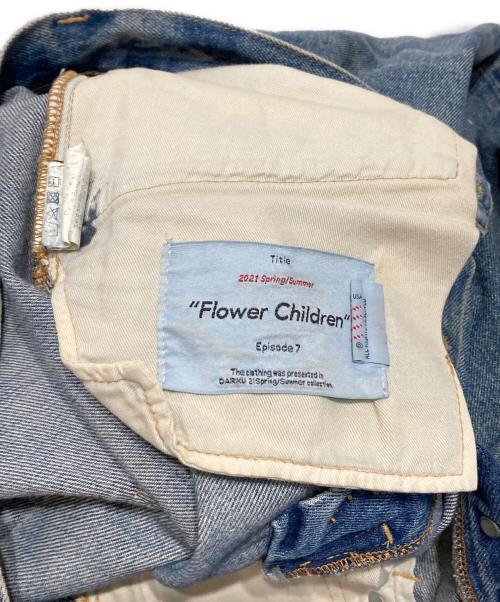 Title
2021 Spring/Summer
"Flower Children"
Episode 7
The clothing was presented in
DAIRIKU 21Spring/Summer collection
USA